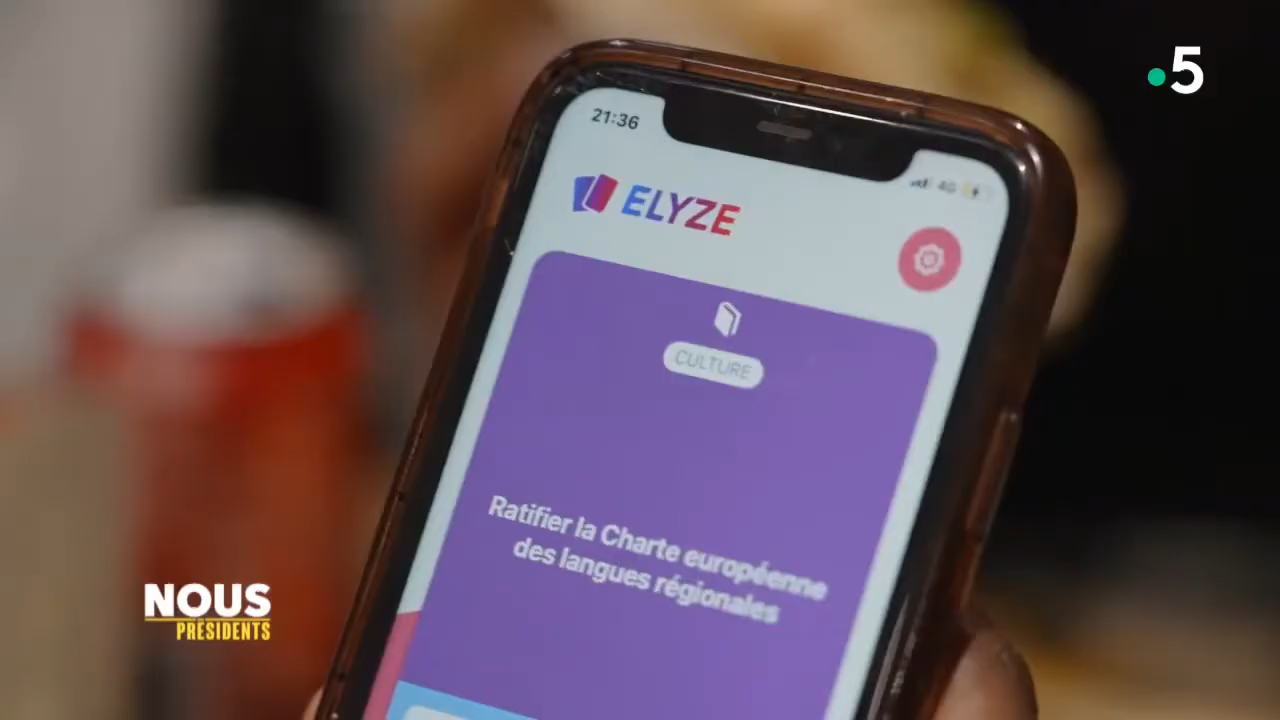 5
21:36
4G
ELYZE
CULTURE
Ratifier la Charte européenne
des langues régionales
NOUS
PRÉSIDENTS